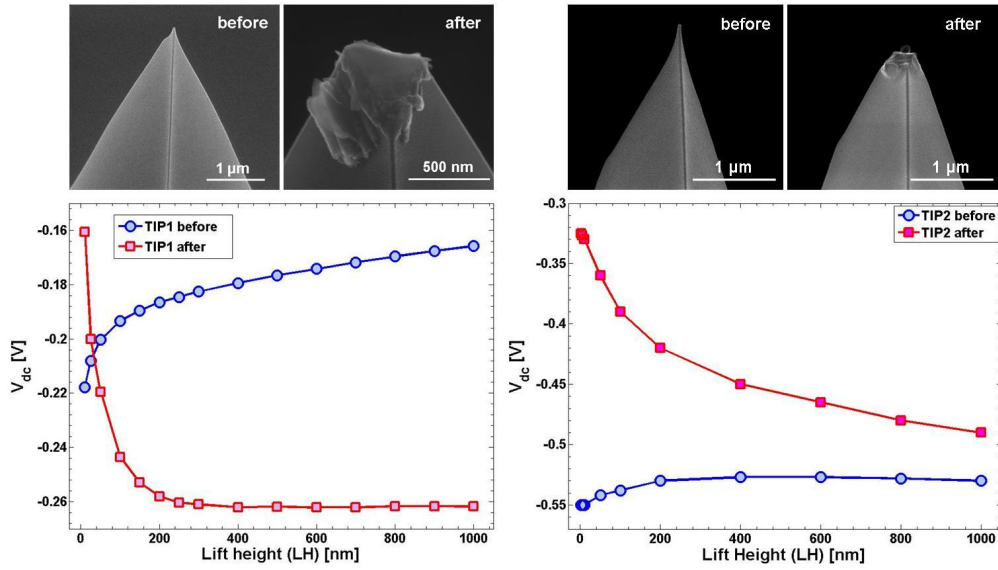 before
after
1 µm
500 nm
before
after
1 µm
1 µm
TIP1 before
TIP1 after
-0.16
-0.18
-0.2
-0.22
-0.24
-0.26
V_dc [V]
0 200 400 600 800 1000
Lift height (LH) [nm]
TIP2 before
TIP2 after
-0.3
-0.35
-0.4
-0.45
-0.5
-0.55
V_dc [V]
0 200 400 600 800 1000
Lift Height (LH) [nm]